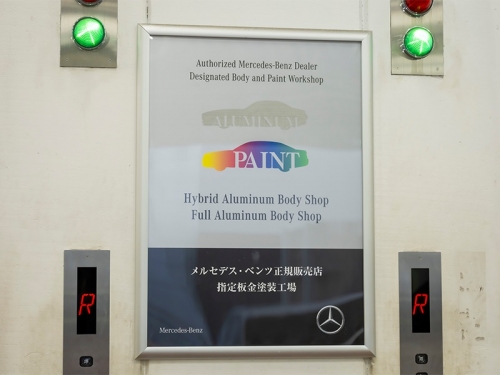 Authorized Mercedes-Benz Dealer
Designated Body and Paint Workshop
ALUMINUM
PAINT
Hybrid Aluminum Body Shop
Full Aluminum Body Shop
メルセデス・ベンツ正規販売店
指定板金塗装工場
Mercedes-Benz
R
R